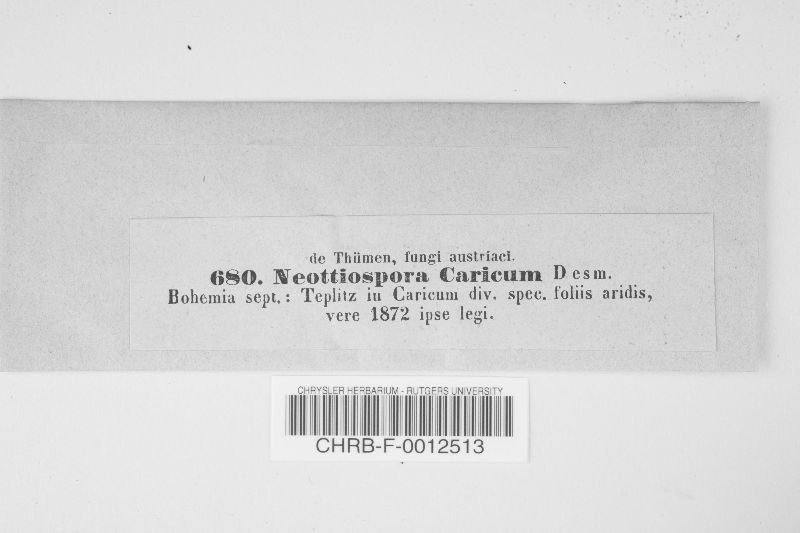 de Thümen, fungi austriaci.
680. Neottiospora Caricum Desm.
Bohemia sept.: Teplitz in Caricum div. spec. foliis aridis,
vere 1872 ipse legi.
CHRYSLER HERBARIUM - RUTGERS UNIVERSITY
CHRB-F-0012513